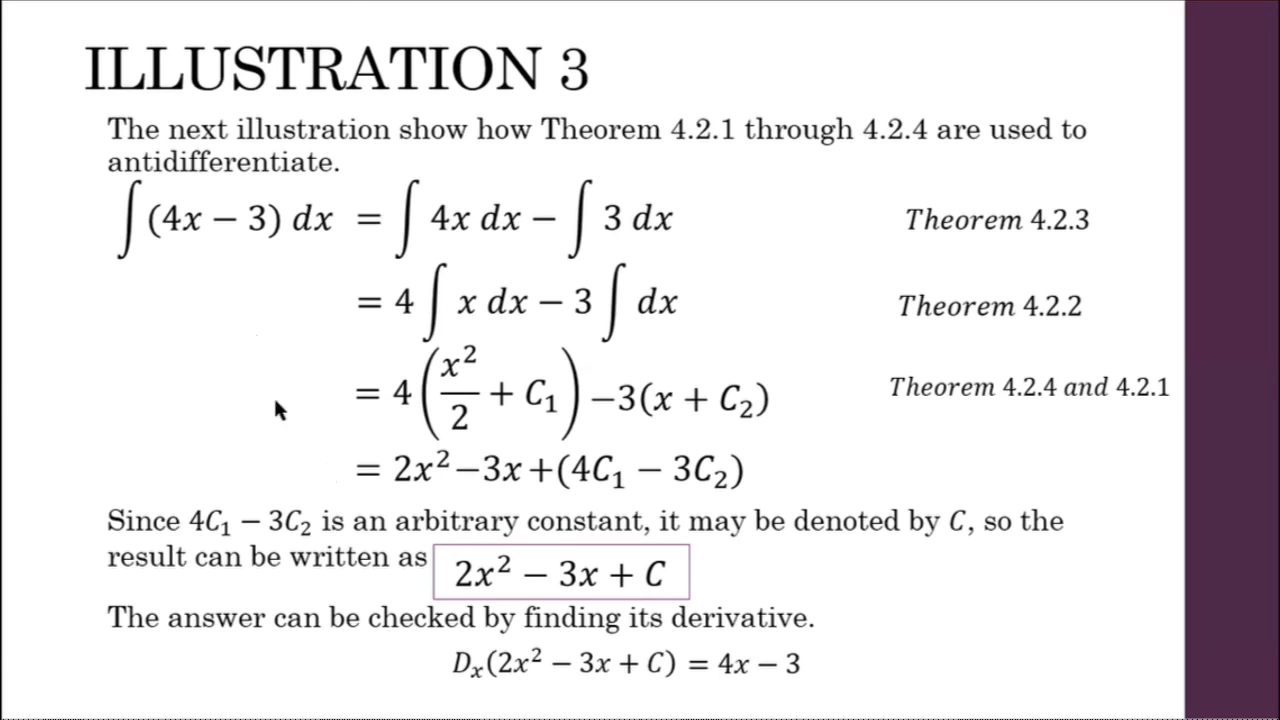 ILLUSTRATION 3
The next illustration show how Theorem 4.2.1 through 4.2.4 are used to
antidifferentiate.
∫(4x − 3) dx = ∫ 4x dx − ∫ 3 dx Theorem 4.2.3
= 4 ∫ x dx − 3 ∫ dx Theorem 4.2.2
= 4(x²/2 + C₁) −3(x + C₂) Theorem 4.2.4 and 4.2.1
= 2x²−3x+(4C₁ − 3C₂)
Since 4C₁ − 3C₂ is an arbitrary constant, it may be denoted by C, so the
result can be written as 2x² − 3x + C
The answer can be checked by finding its derivative.
Dₓ(2x² − 3x + C) = 4x − 3